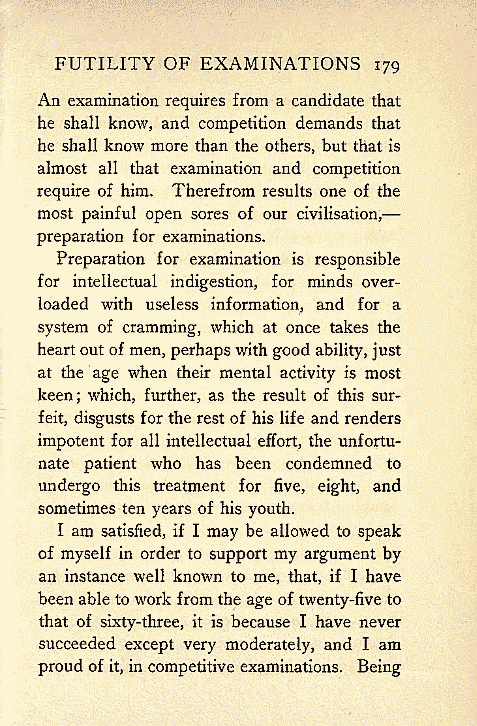 FUTILITY OF EXAMINATIONS 179
An examination requires from a candidate that
he shall know, and competition demands that
he shall know more than the others, but that is
almost all that examination and competition
require of him. Therefrom results one of the
most painful open sores of our civilisation,—
preparation for examinations.
Preparation for examination is responsible
for intellectual indigestion, for minds over-
loaded with useless information, and for a
system of cramming, which at once takes the
heart out of men, perhaps with good ability, just
at the age when their mental activity is most
keen; which, further, as the result of this sur-
feit, disgusts for the rest of his life and renders
impotent for all intellectual effort, the unfortu-
nate patient who has been condemned to
undergo this treatment for five, eight, and
sometimes ten years of his youth.
I am satisfied, if I may be allowed to speak
of myself in order to support my argument by
an instance well known to me, that, if I have
been able to work from the age of twenty-five to
that of sixty-three, it is because I have never
succeeded except very moderately, and I am
proud of it, in competitive examinations. Being